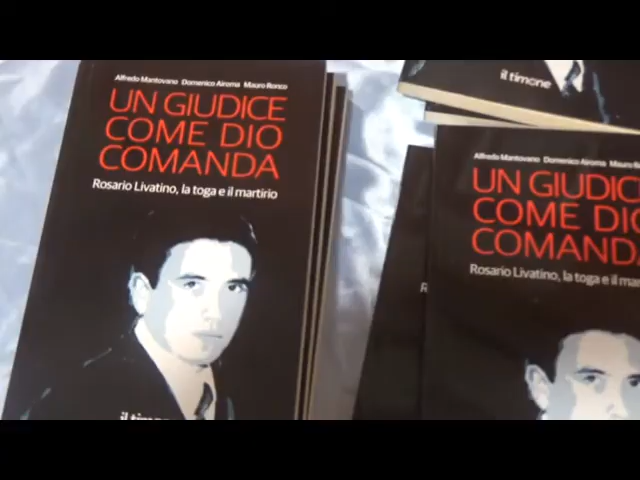 Alfredo Mantovano Domenico Airoma Mauro Ronco
UN GIUDICE
COME DIO
COMANDA
Rosario Livatino, la toga e il martirio
il timone
Alfredo Mantovano Domenico Airoma Mauro
UN GIUDICE
COME DIO
COMANDA
Rosario Livatino, la toga e il